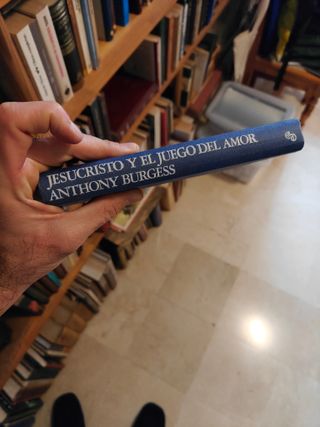 JESUCRISTO Y EL JUEGO DEL AMOR
ANTHONY BURGESS